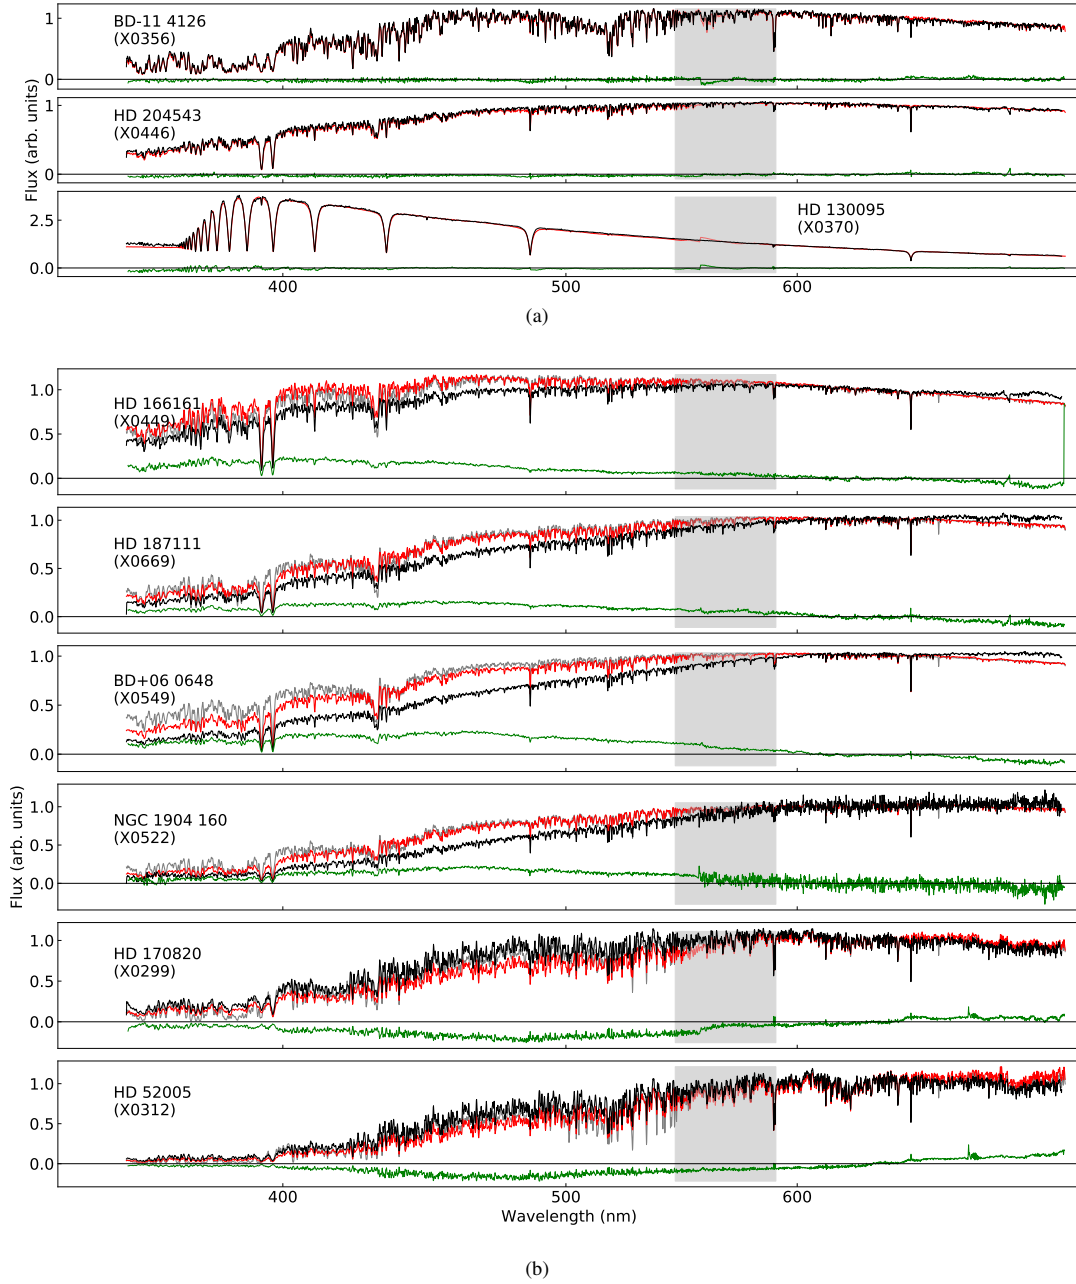 BD-11 4126
(X0356)
1
0
HD 204543
(X0446)
1
0
Flux (arb. units)
HD 130095
(X0370)
2.5
0.0
400
500
600
(a)
HD 166161
(X0449)
1.0
0.5
0.0
HD 187111
(X0669)
1.0
0.5
0.0
BD+06 0648
(X0549)
1.0
0.5
0.0
NGC 1904 160
(X0522)
1.0
0.5
0.0
Flux (arb. units)
HD 170820
(X0299)
1.0
0.5
0.0
HD 52005
(X0312)
1.0
0.5
0.0
400
500
600
Wavelength (nm)
(b)